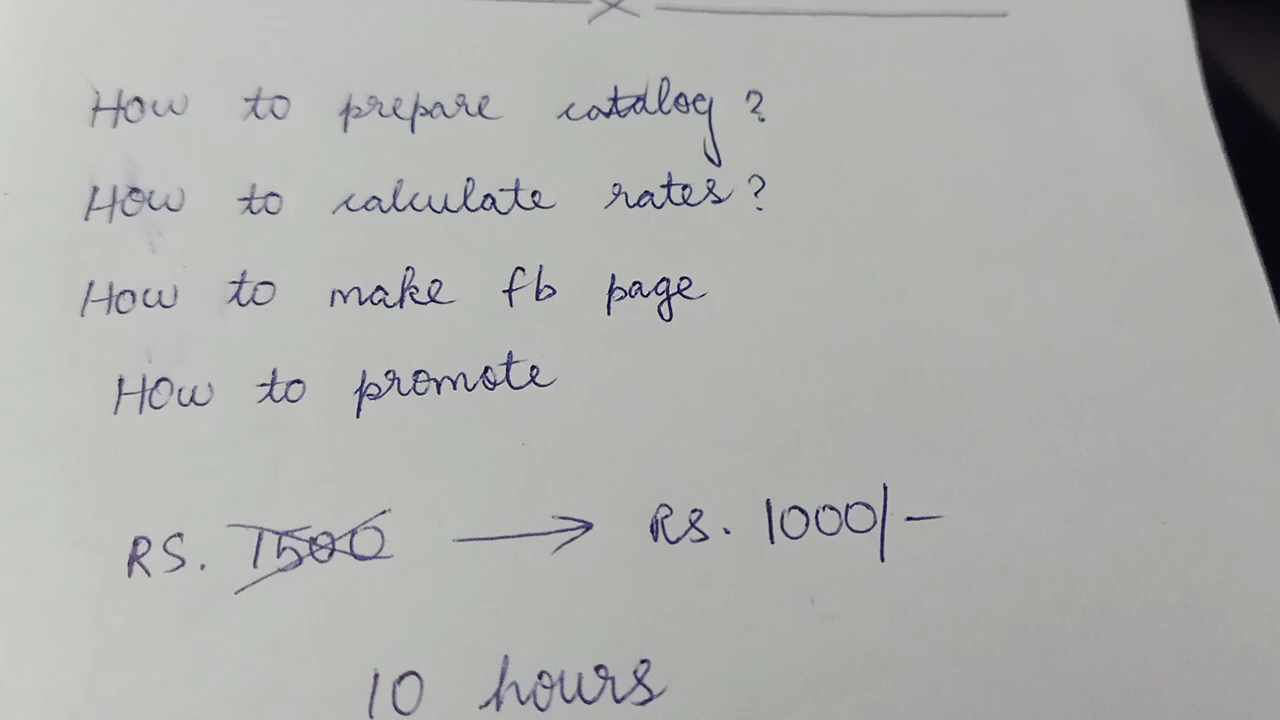 How to prepare catalog ?
How to calculate rates ?
How to make fb page
How to promote
RS. 1500 → RS. 1000/-
10 hours